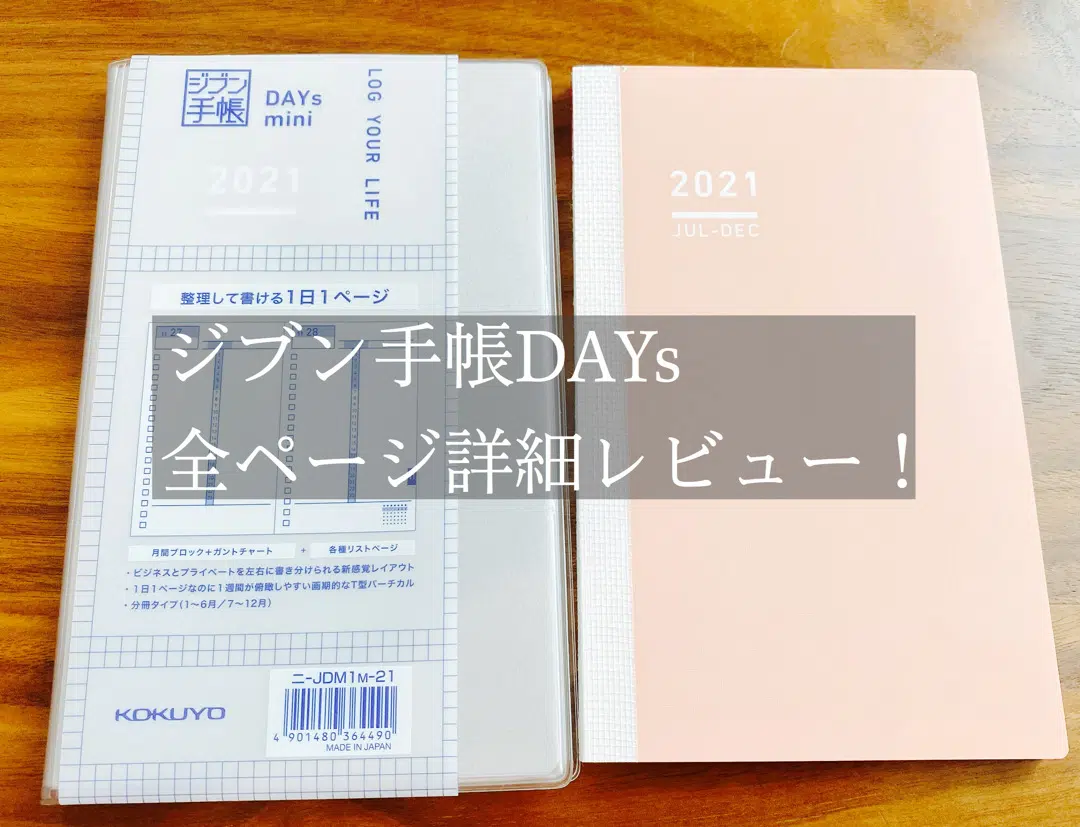 ジブン
手帳
DAYs
mini
LOG YOUR LIFE
2021
整理して書ける1日1ページ
27
28
月間ブロック+ガントチャート + 各種リストページ
・ビジネスとプライベートを左右に書き分けられる新感覚レイアウト
・1日1ページなのに1週間が俯瞰しやすい画期的なT型バーチカル
・分冊タイプ(1〜6月/7〜12月)
KOKUYO
ニ-JDM1M-21
4 901480 364490
MADE IN JAPAN
2021
JUL-DEC
ジブン手帳DAYs
全ページ詳細レビュー！